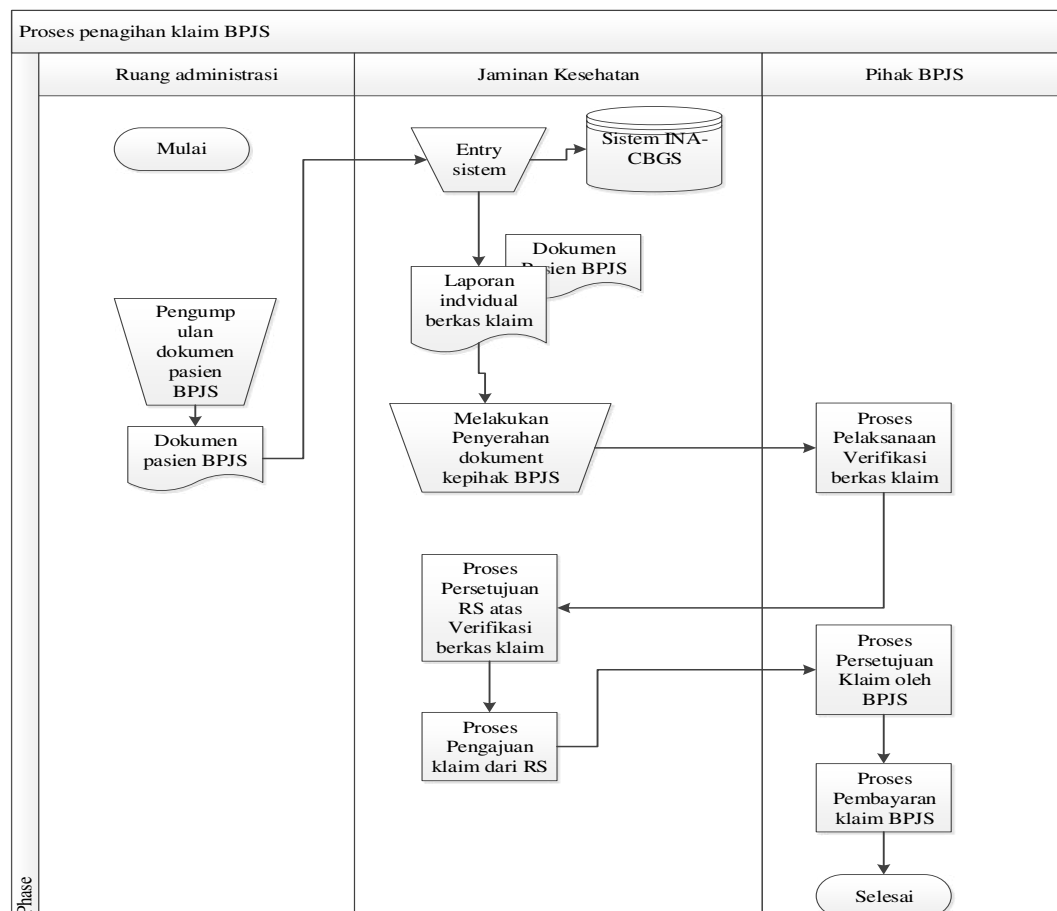 Proses penagihan klaim BPJS
Ruang administrasi
Jaminan Kesehatan
Pihak BPJS
Mulai
Entry
sistem
Sistem INA-
CBGS
Dokumen
Pasien BPJS
Laporan
indvidual
berkas klaim
Pengump
ulan
dokumen
pasien
BPJS
Dokumen
pasien BPJS
Melakukan
Penyerahan
dokument
kepihak BPJS
Proses
Pelaksanaan
Verifikasi
berkas klaim
Proses
Persetujuan
RS atas
Verifikasi
berkas klaim
Proses
Pengajuan
klaim dari RS
Proses
Persetujuan
Klaim oleh
BPJS
Proses
Pembayaran
klaim BPJS
Selesai
Phase